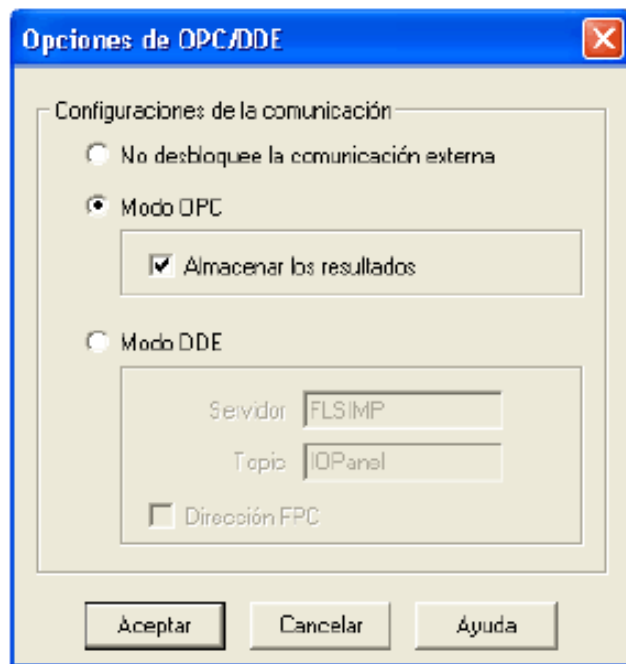 Opciones de OPC/DDE
Configuraciones de la comunicación
No desbloquee la comunicación externa
Modo OPC
Almacenar los resultados
Modo DDE
Servidor FLSIMP
Topic IOPanel
Dirección FPC
Aceptar Cancelar Ayuda